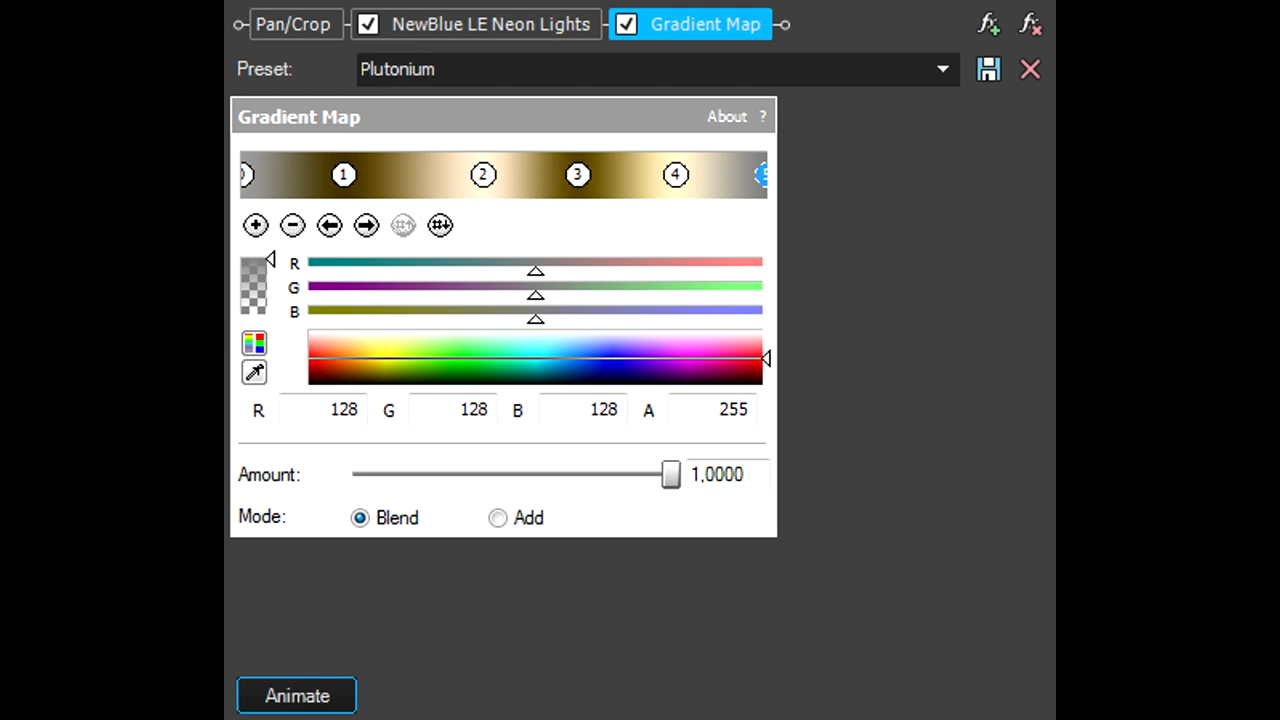 Pan/Crop NewBlue LE Neon Lights Gradient Map
Preset: Plutonium
Gradient Map About ?
1 2 3 4 5
R
G
B
R 128 G 128 B 128 A 255
Amount: 1,0000
Mode: Blend Add
Animate